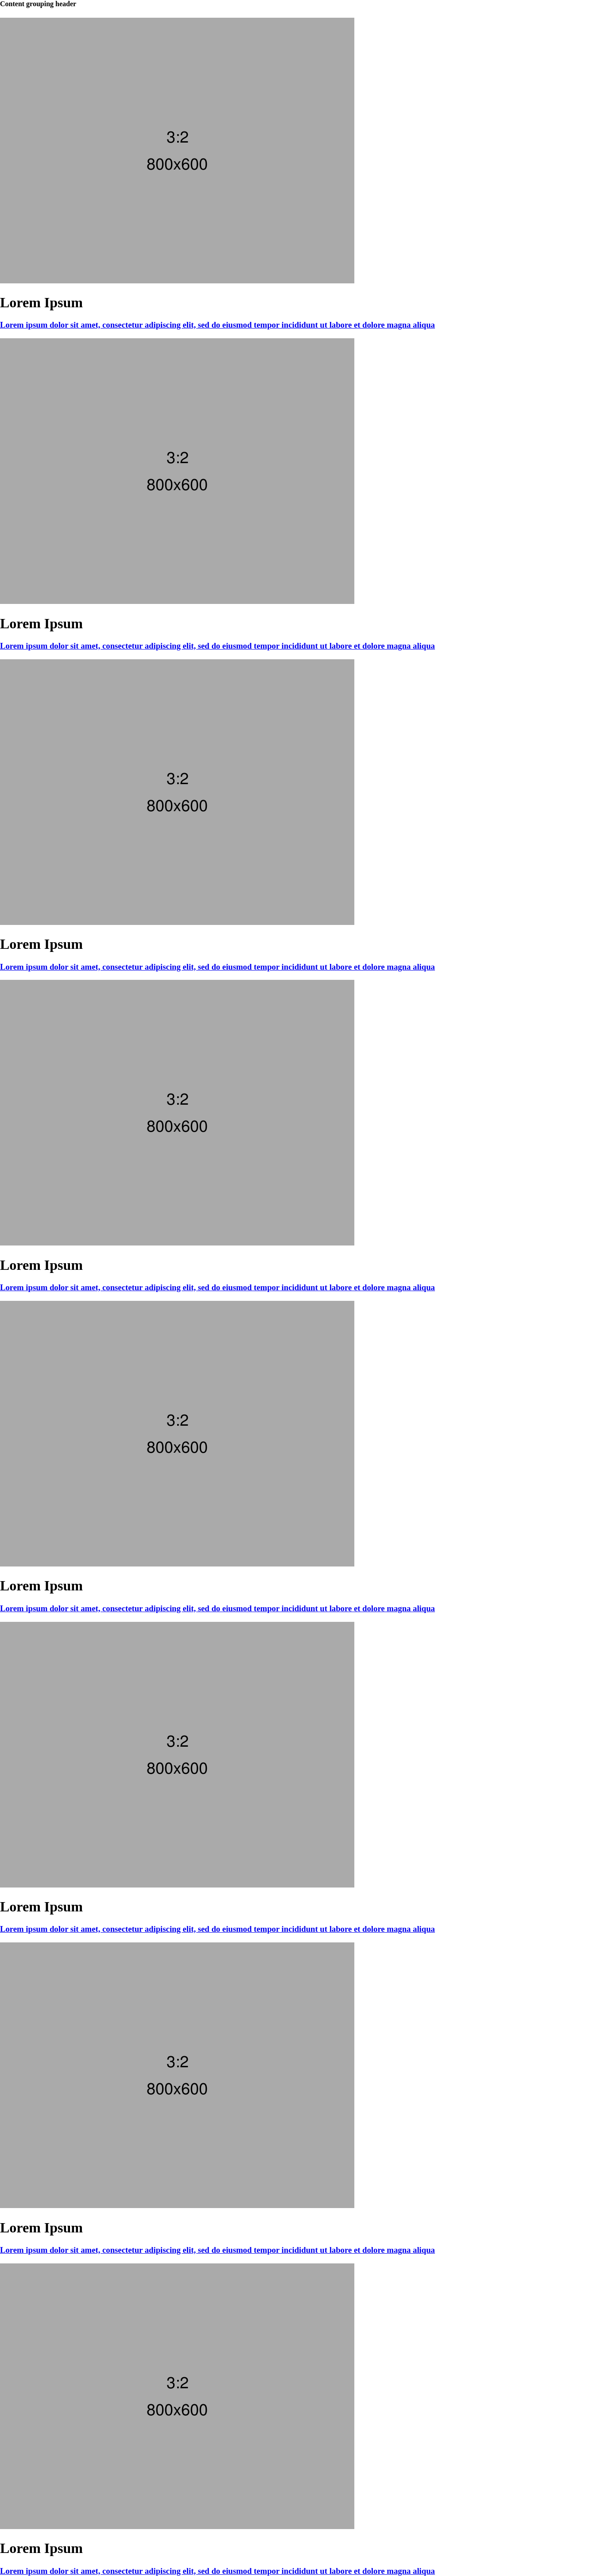 Content grouping header
3:2
800x600
Lorem Ipsum
Lorem ipsum dolor sit amet, consectetur adipiscing elit, sed do eiusmod tempor incididunt ut labore et dolore magna aliqua
3:2
800x600
Lorem Ipsum
Lorem ipsum dolor sit amet, consectetur adipiscing elit, sed do eiusmod tempor incididunt ut labore et dolore magna aliqua
3:2
800x600
Lorem Ipsum
Lorem ipsum dolor sit amet, consectetur adipiscing elit, sed do eiusmod tempor incididunt ut labore et dolore magna aliqua
3:2
800x600
Lorem Ipsum
Lorem ipsum dolor sit amet, consectetur adipiscing elit, sed do eiusmod tempor incididunt ut labore et dolore magna aliqua
3:2
800x600
Lorem Ipsum
Lorem ipsum dolor sit amet, consectetur adipiscing elit, sed do eiusmod tempor incididunt ut labore et dolore magna aliqua
3:2
800x600
Lorem Ipsum
Lorem ipsum dolor sit amet, consectetur adipiscing elit, sed do eiusmod tempor incididunt ut labore et dolore magna aliqua
3:2
800x600
Lorem Ipsum
Lorem ipsum dolor sit amet, consectetur adipiscing elit, sed do eiusmod tempor incididunt ut labore et dolore magna aliqua
3:2
800x600
Lorem Ipsum
Lorem ipsum dolor sit amet, consectetur adipiscing elit, sed do eiusmod tempor incididunt ut labore et dolore magna aliqua